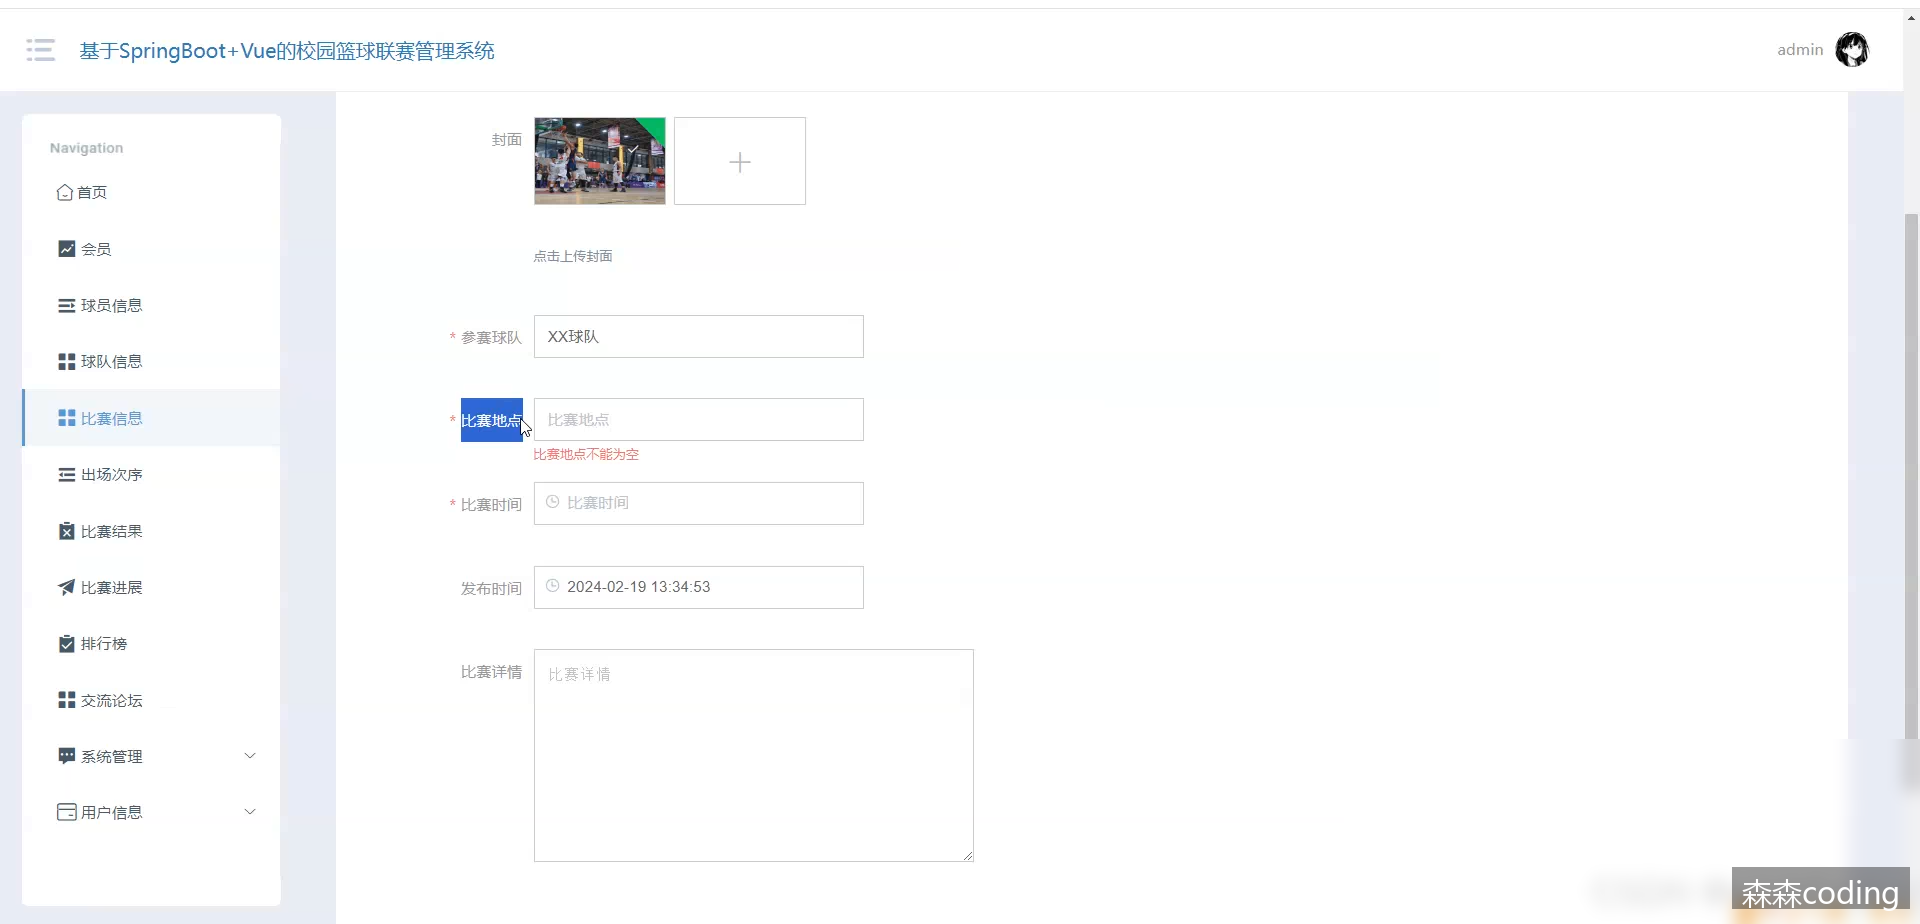 基于SpringBoot+Vue的校园篮球联赛管理系统
admin
Navigation
首页
会员
球员信息
球队信息
比赛信息
出场次序
比赛结果
比赛进展
排行榜
交流论坛
系统管理
用户信息
封面
点击上传封面
* 参赛球队
XX球队
* 比赛地点
比赛地点
比赛地点不能为空
* 比赛时间
比赛时间
发布时间
2024-02-19 13:34:53
比赛详情
比赛详情
森森coding